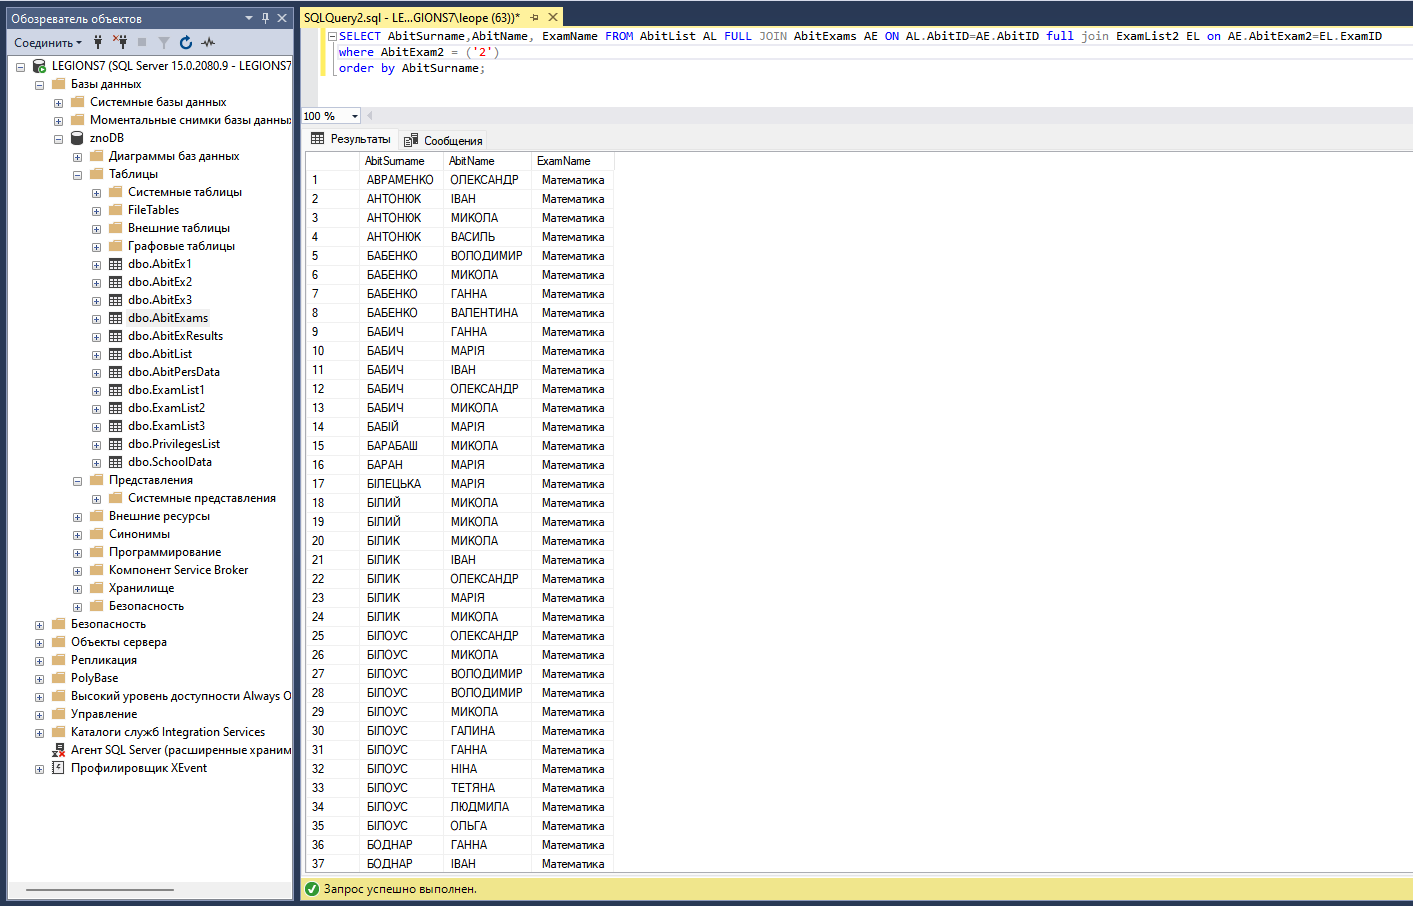 Обозреватель объектов
Соединить
LEGIONS7 (SQL Server 15.0.2080.9 - LEGIONS7
Базы данных
Системные базы данных
Моментальные снимки базы данны
znoDB
Диаграммы баз данных
Таблицы
Системные таблицы
FileTables
Внешние таблицы
Графовые таблицы
dbo.AbitEx1
dbo.AbitEx2
dbo.AbitEx3
dbo.AbitExams
dbo.AbitExResults
dbo.AbitList
dbo.AbitPersData
dbo.ExamList1
dbo.ExamList2
dbo.ExamList3
dbo.PrivilegesList
dbo.SchoolData
Представления
Системные представления
Внешние ресурсы
Синонимы
Программирование
Компонент Service Broker
Хранилище
Безопасность
Безопасность
Объекты сервера
Репликация
PolyBase
Высокий уровень доступности Always O
Управление
Каталоги служб Integration Services
Агент SQL Server (расширенные храним
Профилировщик XEvent
SQLQuery2.sql - LE...GIONS7\leope (63))*
SELECT AbitSurname,AbitName, ExamName FROM AbitList AL FULL JOIN AbitExams AE ON AL.AbitID=AE.AbitID full join ExamList2 EL on AE.AbitExam2=EL.ExamID
where AbitExam2 = ('2')
order by AbitSurname;
100 %
Результаты Сообщения
AbitSurname AbitName ExamName
1 АВРАМЕНКО ОЛЕКСАНДР Математика
2 АНТОНЮК ІВАН Математика
3 АНТОНЮК МИКОЛА Математика
4 АНТОНЮК ВАСИЛЬ Математика
5 БАБЕНКО ВОЛОДИМИР Математика
6 БАБЕНКО МИКОЛА Математика
7 БАБЕНКО ГАННА Математика
8 БАБЕНКО ВАЛЕНТИНА Математика
9 БАБИЧ ГАННА Математика
10 БАБИЧ МАРІЯ Математика
11 БАБИЧ ІВАН Математика
12 БАБИЧ ОЛЕКСАНДР Математика
13 БАБИЧ МИКОЛА Математика
14 БАБІЙ МАРІЯ Математика
15 БАРАБАШ МИКОЛА Математика
16 БАРАН МАРІЯ Математика
17 БІЛЕЦЬКА МАРІЯ Математика
18 БІЛИЙ МИКОЛА Математика
19 БІЛИЙ МИКОЛА Математика
20 БІЛИК МИКОЛА Математика
21 БІЛИК ІВАН Математика
22 БІЛИК ОЛЕКСАНДР Математика
23 БІЛИК МАРІЯ Математика
24 БІЛИК МИКОЛА Математика
25 БІЛОУС ОЛЕКСАНДР Математика
26 БІЛОУС МИКОЛА Математика
27 БІЛОУС ВОЛОДИМИР Математика
28 БІЛОУС ВОЛОДИМИР Математика
29 БІЛОУС МИКОЛА Математика
30 БІЛОУС ГАЛИНА Математика
31 БІЛОУС ГАННА Математика
32 БІЛОУС НІНА Математика
33 БІЛОУС ТЕТЯНА Математика
34 БІЛОУС ЛЮДМИЛА Математика
35 БІЛОУС ОЛЬГА Математика
36 БОДНАР ГАННА Математика
37 БОДНАР ІВАН Математика
Запрос успешно выполнен.